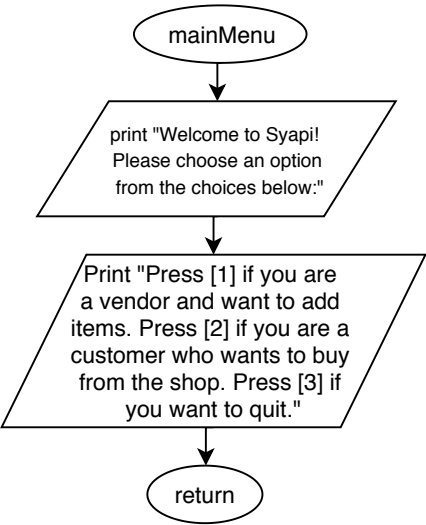 mainMenu
print "Welcome to Syapi!
Please choose an option
from the choices below:"
Print "Press [1] if you are
a vendor and want to add
items. Press [2] if you are a
customer who wants to buy
from the shop. Press [3] if
you want to quit."
return